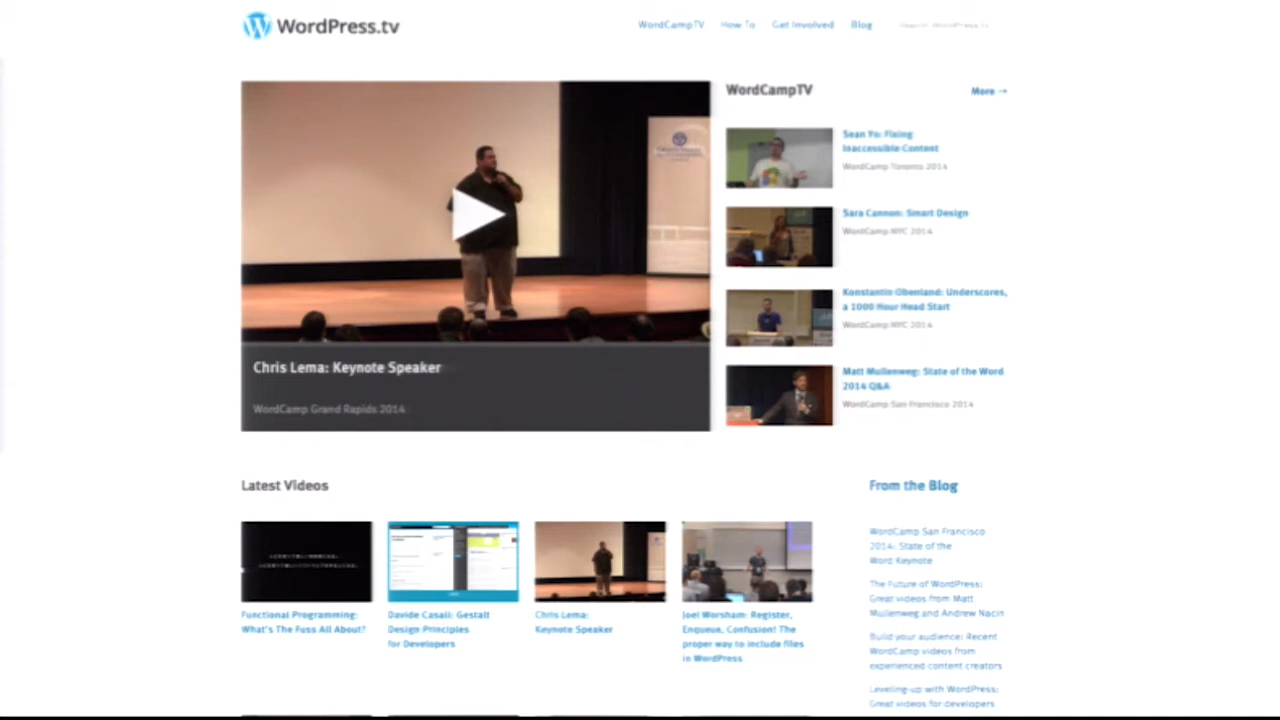 WordPress.tv
WordCampTV How To Get Involved Blog
Search WordPress.tv
WordCampTV
More →
Sean Yo: Fixing
Inaccessible Content
WordCamp Toronto 2014
Sara Cannon: Smart Design
WordCamp NYC 2014
Konstantin Obenland: Underscores,
a 1000 Hour Head Start
WordCamp NYC 2014
Matt Mullenweg: State of the Word
2014 Q&A
WordCamp San Francisco 2014
Chris Lema: Keynote Speaker
WordCamp Grand Rapids 2014
Latest Videos
Functional Programming:
What's The Fuss All About?
Davide Casali: Gestalt
Design Principles
for Developers
Chris Lema:
Keynote Speaker
Joel Worsham: Register,
Enqueue, Confusion! The
proper way to include files
in WordPress
From the Blog
WordCamp San Francisco
2014: State of the
Word Keynote
The Future of WordPress:
Great videos from Matt
Mullenweg and Andrew Nacin
Build your audience: Recent
WordCamp videos from
experienced content creators
Leveling-up with WordPress:
Great videos for developers